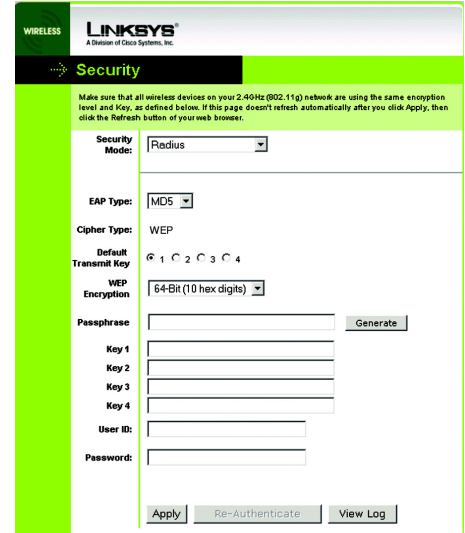 WIRELESS
LINKSYS®
A Division of Cisco Systems, Inc.
Security
Make sure that all wireless devices on your 2.4GHz (802.11g) network are using the same encryption
level and Key, as defined below. If this page doesn't refresh automatically after you click Apply, then
click the Refresh button of your web browser.
Security Mode:
Radius
EAP Type:
MD5
Cipher Type:
WEP
Default Transmit Key
1 2 3 4
WEP Encryption
64-Bit (10 hex digits)
Passphrase
Generate
Key 1
Key 2
Key 3
Key 4
User ID:
Password:
Apply
Re-Authenticate
View Log